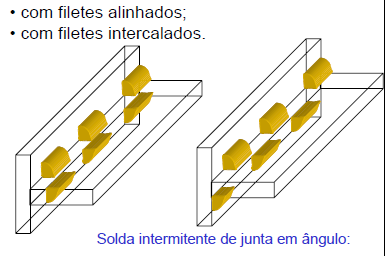 • com filetes alinhados;
• com filetes intercalados.
Solda intermitente de junta em ângulo: